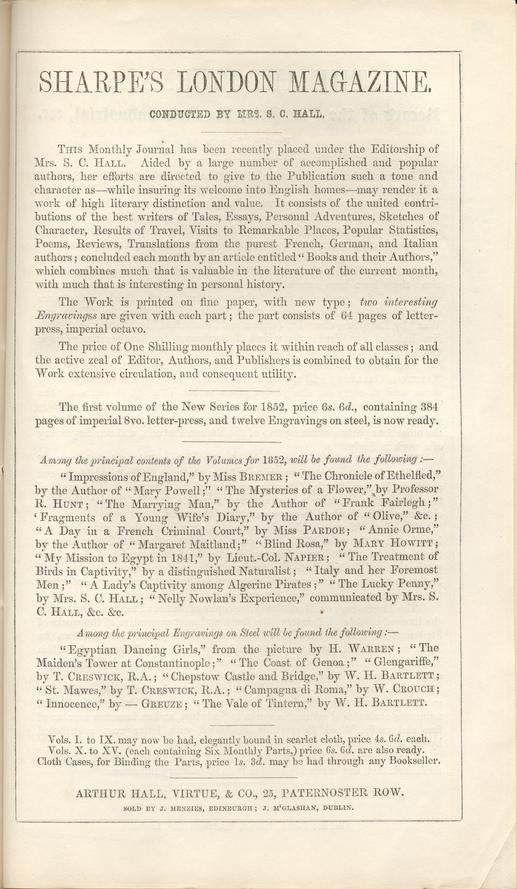 SHARPE'S LONDON MAGAZINE.
CONDUCTED BY MRS. S. C. HALL.
THIS Monthly Journal has been recently placed under the Editorship of
Mrs. S. C. HALL. Aided by a large number of accomplished and popular
authors, her efforts are directed to give to the Publication such a tone and
character as—while insuring its welcome into English homes—may render it a
work of high literary distinction and value. It consists of the united contri-
butions of the best writers of Tales, Essays, Personal Adventures, Sketches of
Character, Results of Travel, Visits to Remarkable Places, Popular Statistics,
Poems, Reviews, Translations from the purest French, German, and Italian
authors; concluded each month by an article entitled "Books and their Authors,"
which combines much that is valuable in the literature of the current month,
with much that is interesting in personal history.
The Work is printed on fine paper, with new type; two interesting
Engravingss are given with each part; the part consists of 64 pages of letter-
press, imperial octavo.
The price of One Shilling monthly places it within reach of all classes; and
the active zeal of Editor, Authors, and Publishers is combined to obtain for the
Work extensive circulation, and consequent utility.
The first volume of the New Series for 1852, price 6s. 6d., containing 384
pages of imperial 8vo. letter-press, and twelve Engravings on steel, is now ready.
Among the principal contents of the Volumes for 1852, will be found the following:—
"Impressions of England," by Miss BREMER; "The Chronicle of Ethelfled,"
by the Author of "Mary Powell;" "The Mysteries of a Flower," by Professor
R. HUNT; "The Marrying Man," by the Author of "Frank Fairlegh;"
'Fragments of a Young Wife's Diary," by the Author of "Olive," &c.;
"A Day in a French Criminal Court," by Miss PARDOE; "Annie Orme,"
by the Author of "Margaret Maitland;" "Blind Rosa," by MARY HOWITT;
"My Mission to Egypt in 1841," by Lieut.-Col. NAPIER; "The Treatment of
Birds in Captivity," by a distinguished Naturalist; "Italy and her Foremost
Men;" "A Lady's Captivity among Algerine Pirates;" "The Lucky Penny,"
by Mrs. S. C. HALL; "Nelly Nowlan's Experience," communicated by Mrs. S.
C. HALL, &c. &c.
Among the principal Engravings on Steel will be found the following:—
"Egyptian Dancing Girls," from the picture by H. WARREN; "The
Maiden's Tower at Constantinople;" "The Coast of Genoa;" "Glengariffe,"
by T. CRESWICK, R.A.; "Chepstow Castle and Bridge," by W. H. BARTLETT;
"St. Mawes," by T. CRESWICK, R.A.; "Campagna di Roma," by W. CROUCH;
"Innocence," by — GREUZE; "The Vale of Tintern," by W. H. BARTLETT.
Vols. I. to IX. may now be had, elegantly bound in scarlet cloth, price 4s. 6d. each.
Vols. X. to XV. (each containing Six Monthly Parts,) price 6s. 6d. are also ready.
Cloth Cases, for Binding the Parts, price 1s. 3d. may be had through any Bookseller.
ARTHUR HALL, VIRTUE, & CO., 25, PATERNOSTER ROW.
SOLD BY J. MENZIES, EDINBURGH; J. M'GLASHAN, DUBLIN.